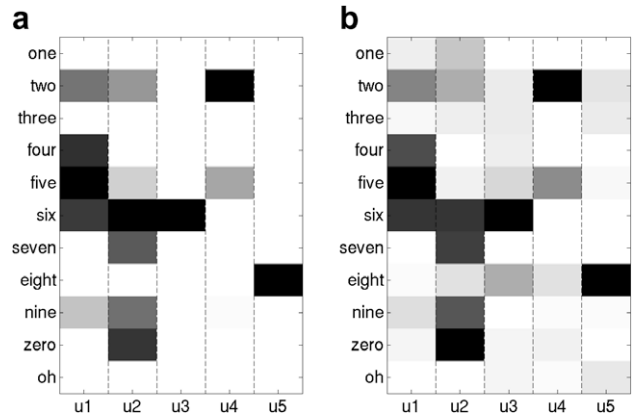 a
one
two
three
four
five
six
seven
eight
nine
zero
oh
u1 u2 u3 u4 u5
b
one
two
three
four
five
six
seven
eight
nine
zero
oh
u1 u2 u3 u4 u5